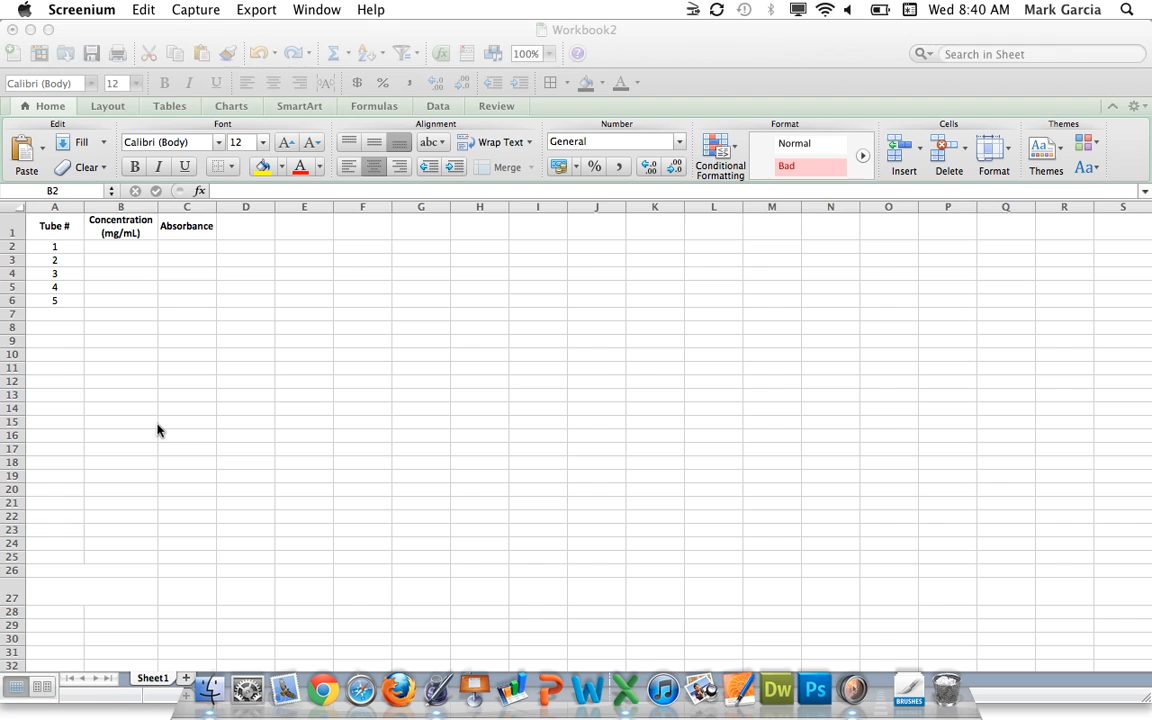 Screenium Edit Capture Export Window Help Wed 8:40 AM Mark Garcia
Workbook2
100% Search in Sheet
Calibri (Body) 12 B I U $ %
Home Layout Tables Charts SmartArt Formulas Data Review
Edit Font Alignment Number Format Cells Themes
Fill Calibri (Body) 12 abc Wrap Text General Normal
Paste Clear B I U A Merge % Conditional Formatting Bad Insert Delete Format Themes Aa
B2 fx
A B C D E F G H I J K L M N O P Q R S
1 Tube # Concentration (mg/mL) Absorbance
2 1
3 2
4 3
5 4
6 5
7
8
9
10
11
12
13
14
15
16
17
18
19
20
21
22
23
24
25
26
27
28
29
30
31
32
Sheet1
Dw Ps BRUSHES